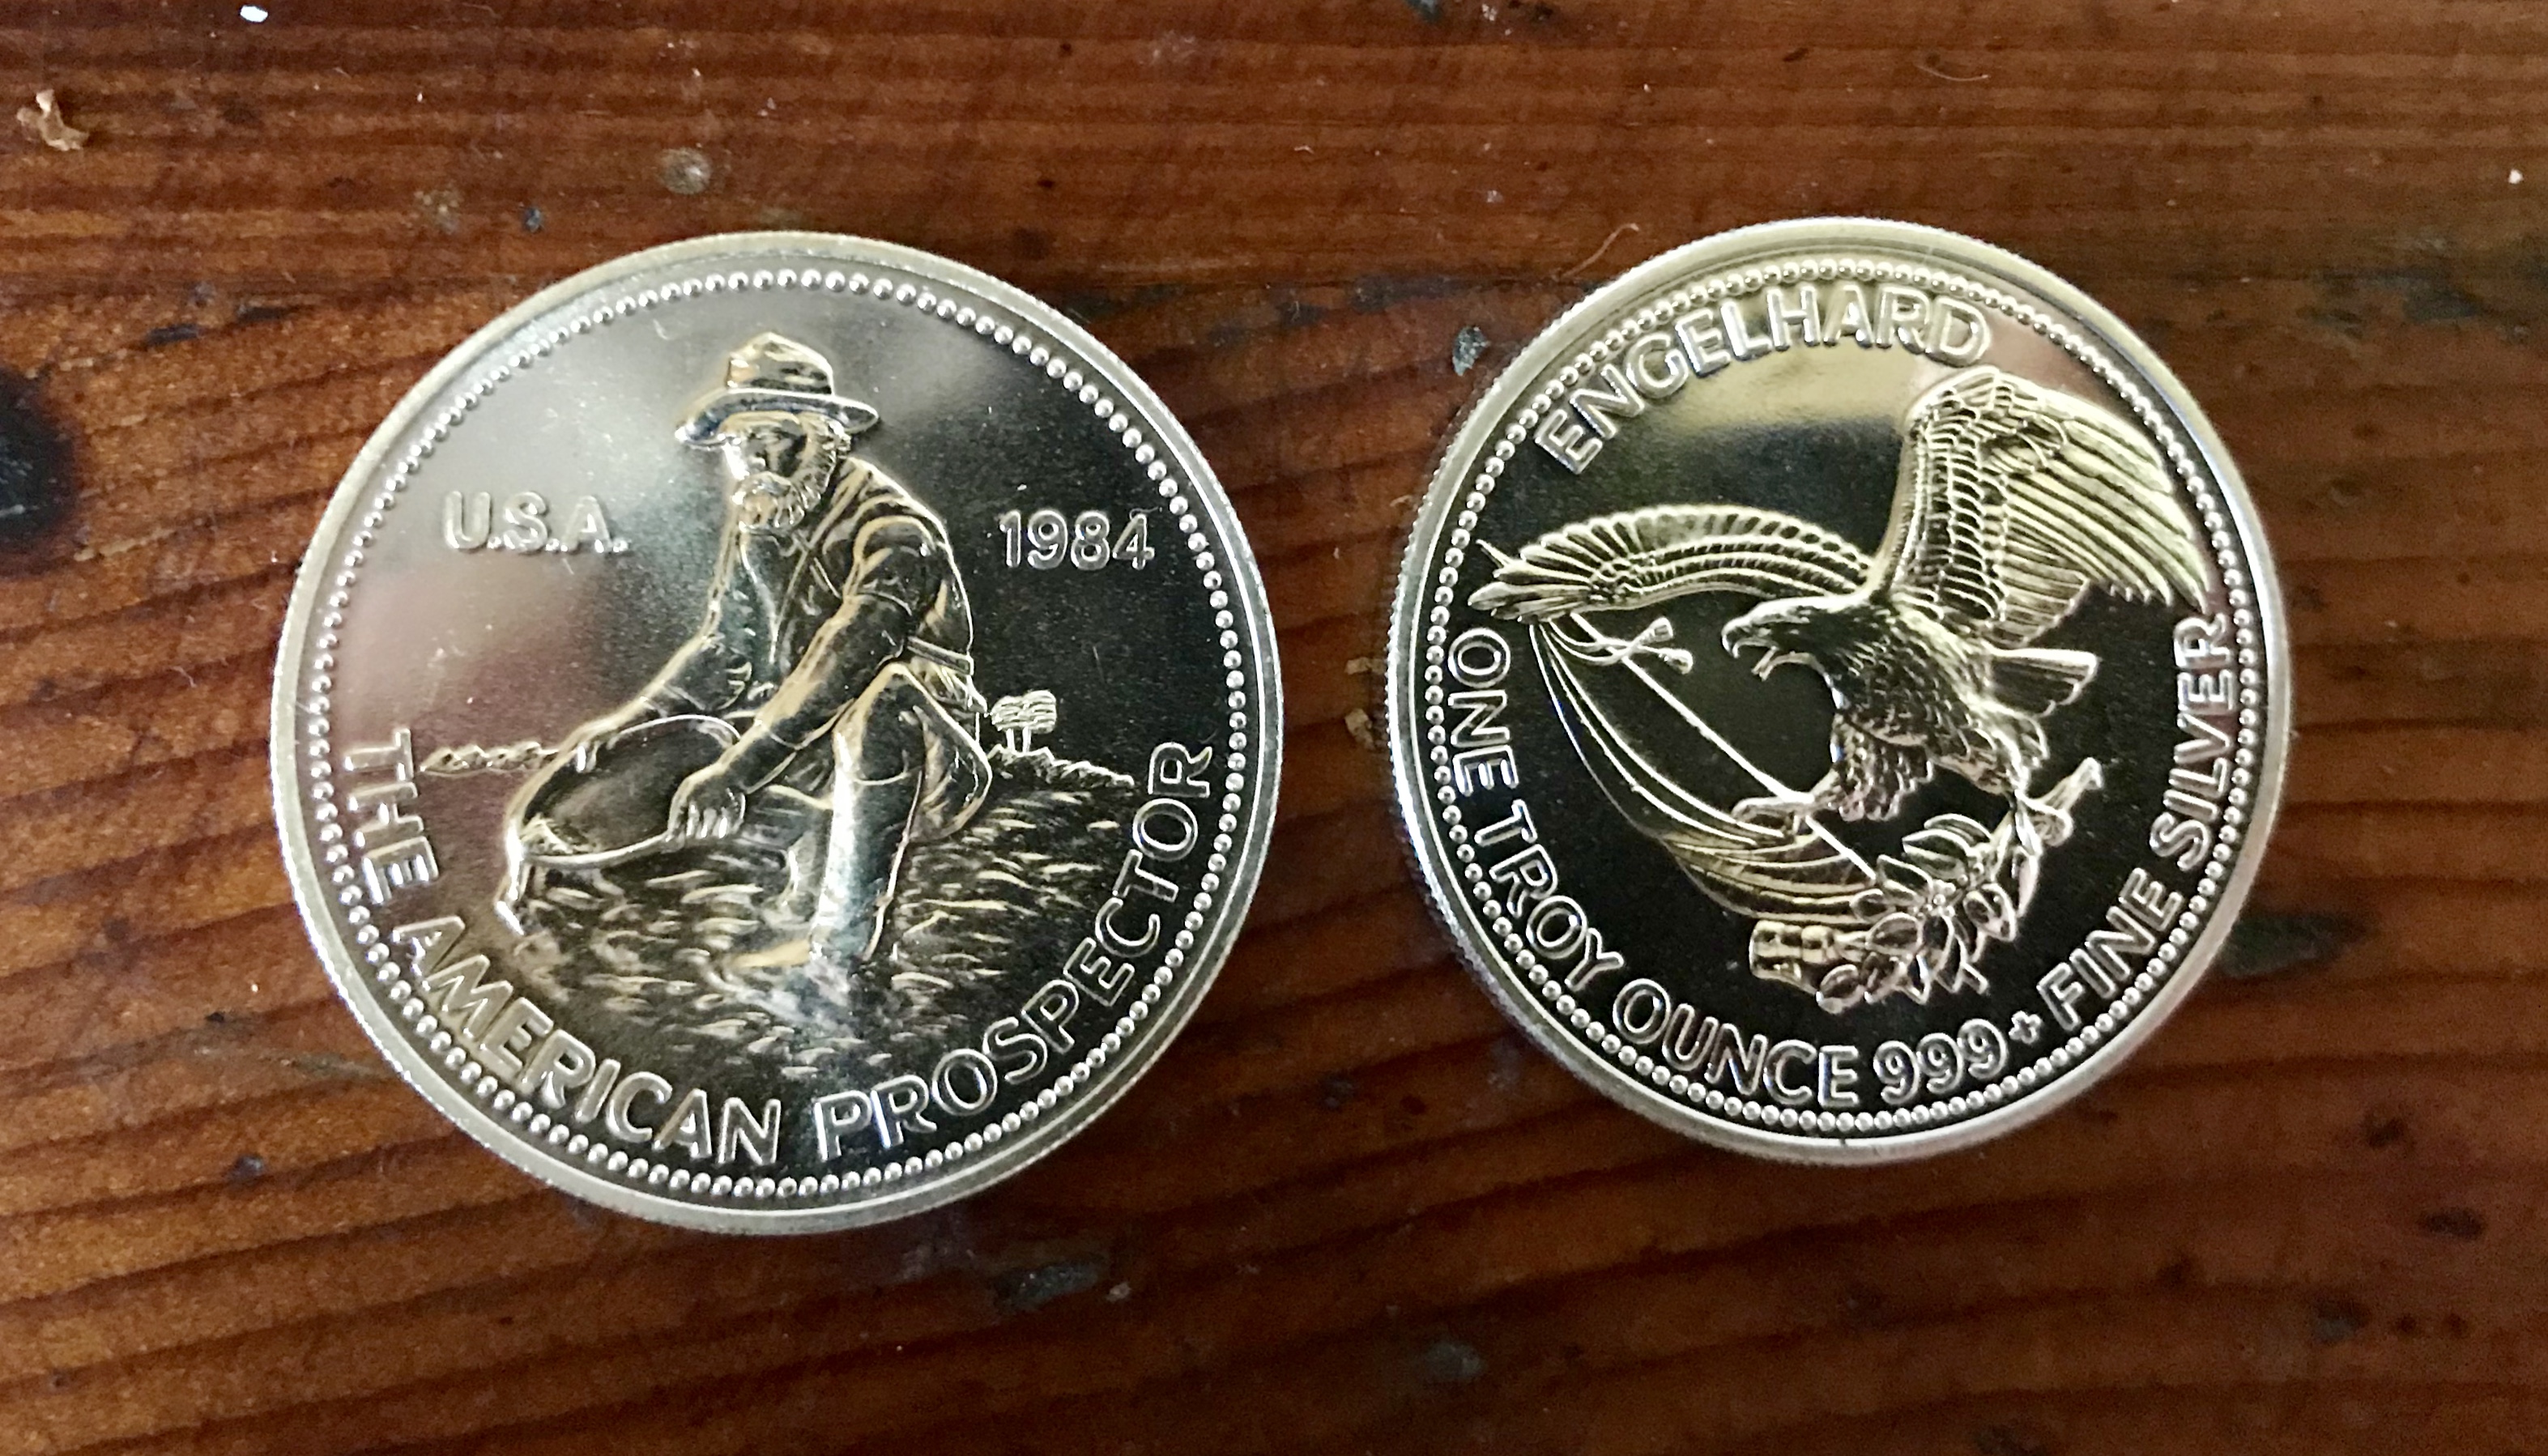 U.S.A.
1984
THE AMERICAN PROSPECTOR
ENGELHARD
ONE TROY OUNCE 999+ FINE SILVER